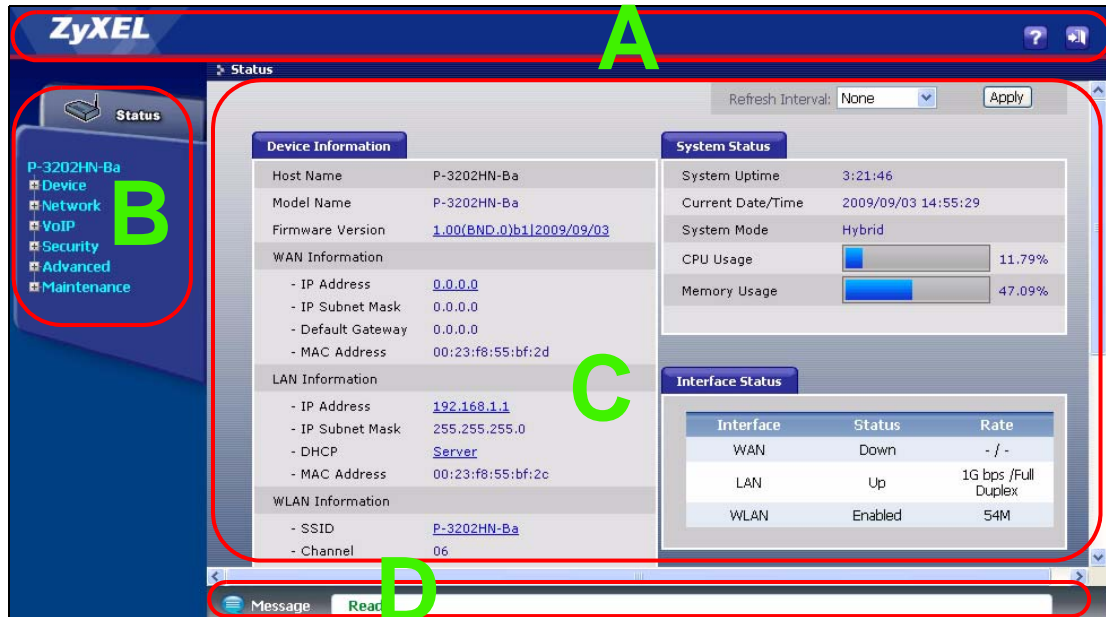 ZyXEL
A
?
> Status
Status
P-3202HN-Ba
Device
Network
VoIP
Security
Advanced
Maintenance
B
Refresh Interval: None Apply
Device Information
Host Name P-3202HN-Ba
Model Name P-3202HN-Ba
Firmware Version 1.00(BND.0)b1|2009/09/03
WAN Information
- IP Address 0.0.0.0
- IP Subnet Mask 0.0.0.0
- Default Gateway 0.0.0.0
- MAC Address 00:23:f8:55:bf:2d
LAN Information
- IP Address 192.168.1.1
- IP Subnet Mask 255.255.255.0
- DHCP Server
- MAC Address 00:23:f8:55:bf:2c
WLAN Information
- SSID P-3202HN-Ba
- Channel 06
C
System Status
System Uptime 3:21:46
Current Date/Time 2009/09/03 14:55:29
System Mode Hybrid
CPU Usage 11.79%
Memory Usage 47.09%
Interface Status
Interface Status Rate
WAN Down - / -
LAN Up 1G bps /Full
Duplex
WLAN Enabled 54M
D
Message